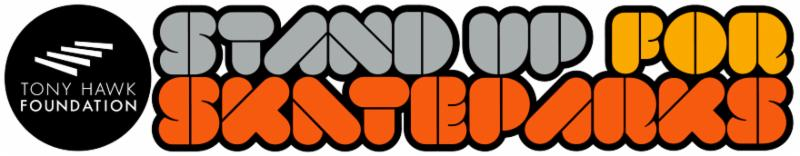 TONY HAWK
FOUNDATION
STAND UP FOR
SKATEPARKS